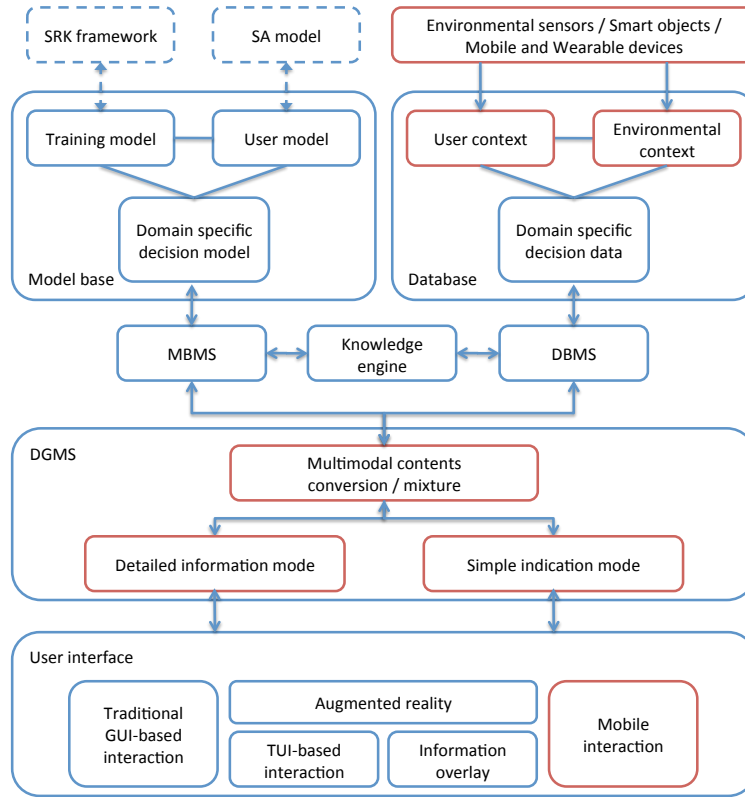 SRK framework
SA model
Environmental sensors / Smart objects /
Mobile and Wearable devices
Training model
User model
User context
Environmental
context
Domain specific
decision model
Domain specific
decision data
Model base
Database
MBMS
Knowledge
engine
DBMS
DGMS
Multimodal contents
conversion / mixture
Detailed information mode
Simple indication mode
User interface
Traditional
GUI-based
interaction
Augmented reality
TUI-based
interaction
Information
overlay
Mobile
interaction